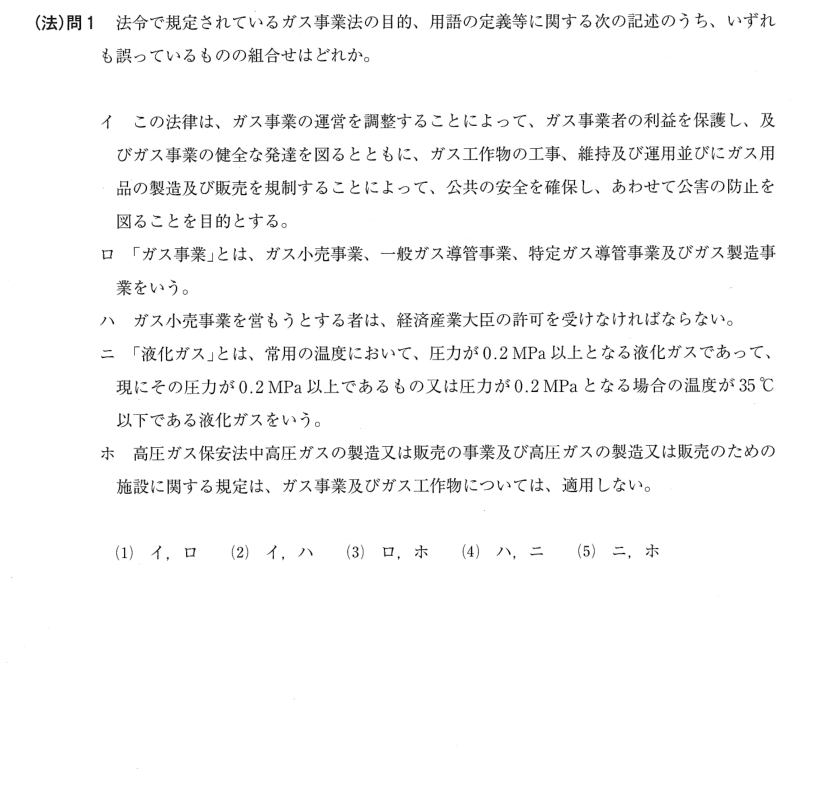 (法)問1 法令で規定されているガス事業法の目的、用語の定義等に関する次の記述のうち、いずれ
も誤っているものの組合せはどれか。
イ この法律は、ガス事業の運営を調整することによって、ガス事業者の利益を保護し、及
びガス事業の健全な発達を図るとともに、ガス工作物の工事、維持及び運用並びにガス用
品の製造及び販売を規制することによって、公共の安全を確保し、あわせて公害の防止を
図ることを目的とする。
ロ 「ガス事業」とは、ガス小売事業、一般ガス導管事業、特定ガス導管事業及びガス製造事
業をいう。
ハ ガス小売事業を営もうとする者は、経済産業大臣の許可を受けなければならない。
ニ 「液化ガス」とは、常用の温度において、圧力が0.2 MPa 以上となる液化ガスであって、
現にその圧力が0.2 MPa 以上であるもの又は圧力が0.2 MPa となる場合の温度が35 ℃
以下である液化ガスをいう。
ホ 高圧ガス保安法中高圧ガスの製造又は販売の事業及び高圧ガスの製造又は販売のための
施設に関する規定は、ガス事業及びガス工作物については、適用しない。
(1) イ, ロ (2) イ, ハ (3) ロ, ホ (4) ハ, ニ (5) ニ, ホ